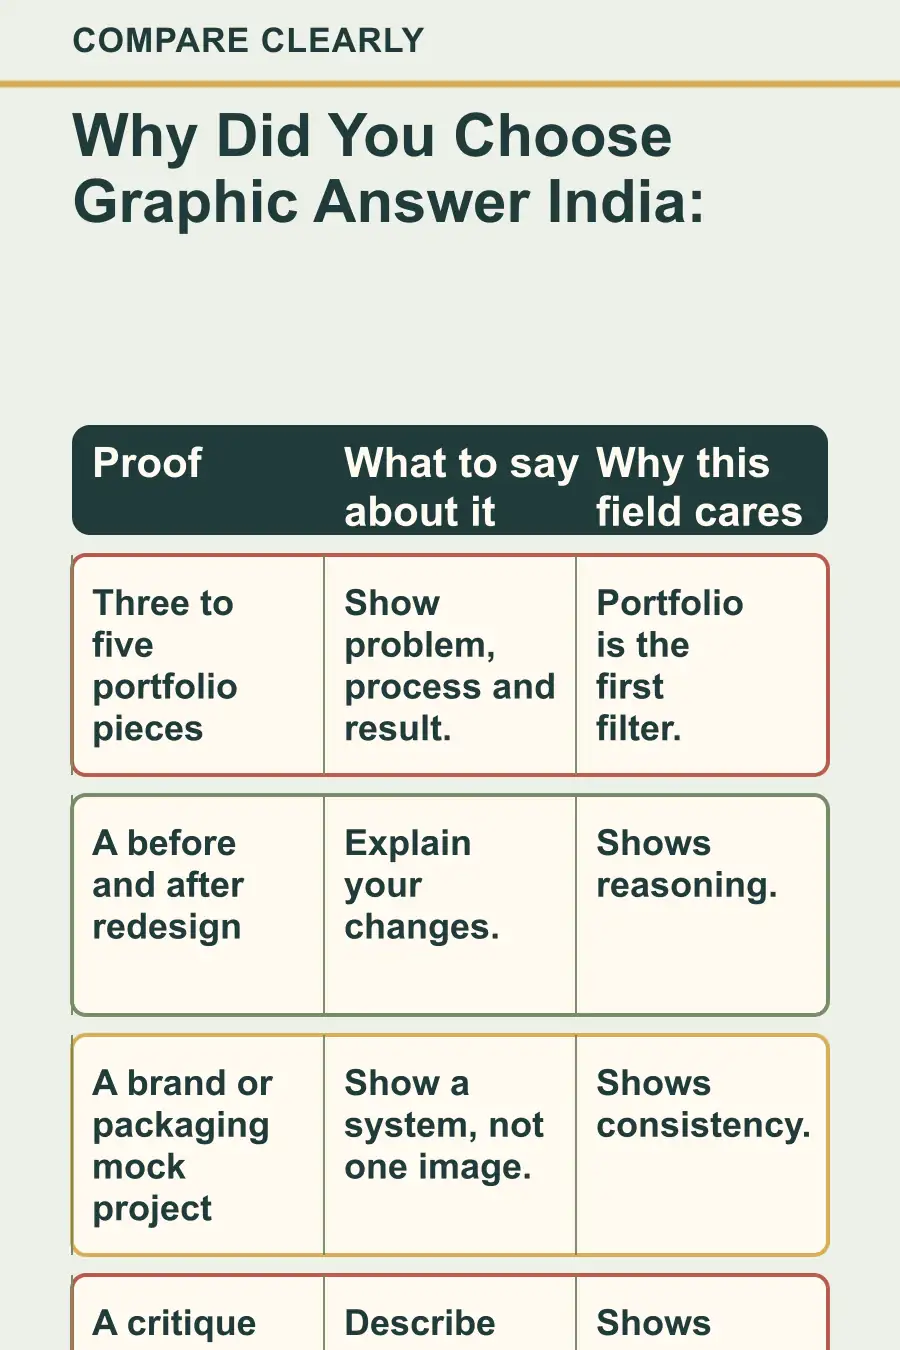 COMPARE CLEARLY
Why Did You Choose
Graphic Answer India:
Proof
What to say
about it
Why this
field cares
Three to
five
portfolio
pieces
Show
problem,
process and
result.
Portfolio
is the
first
filter.
A before
and after
redesign
Explain
your
changes.
Shows
reasoning.
A brand or
packaging
mock
project
Show a
system, not
one image.
Shows
consistency.
A critique
Describe
Shows